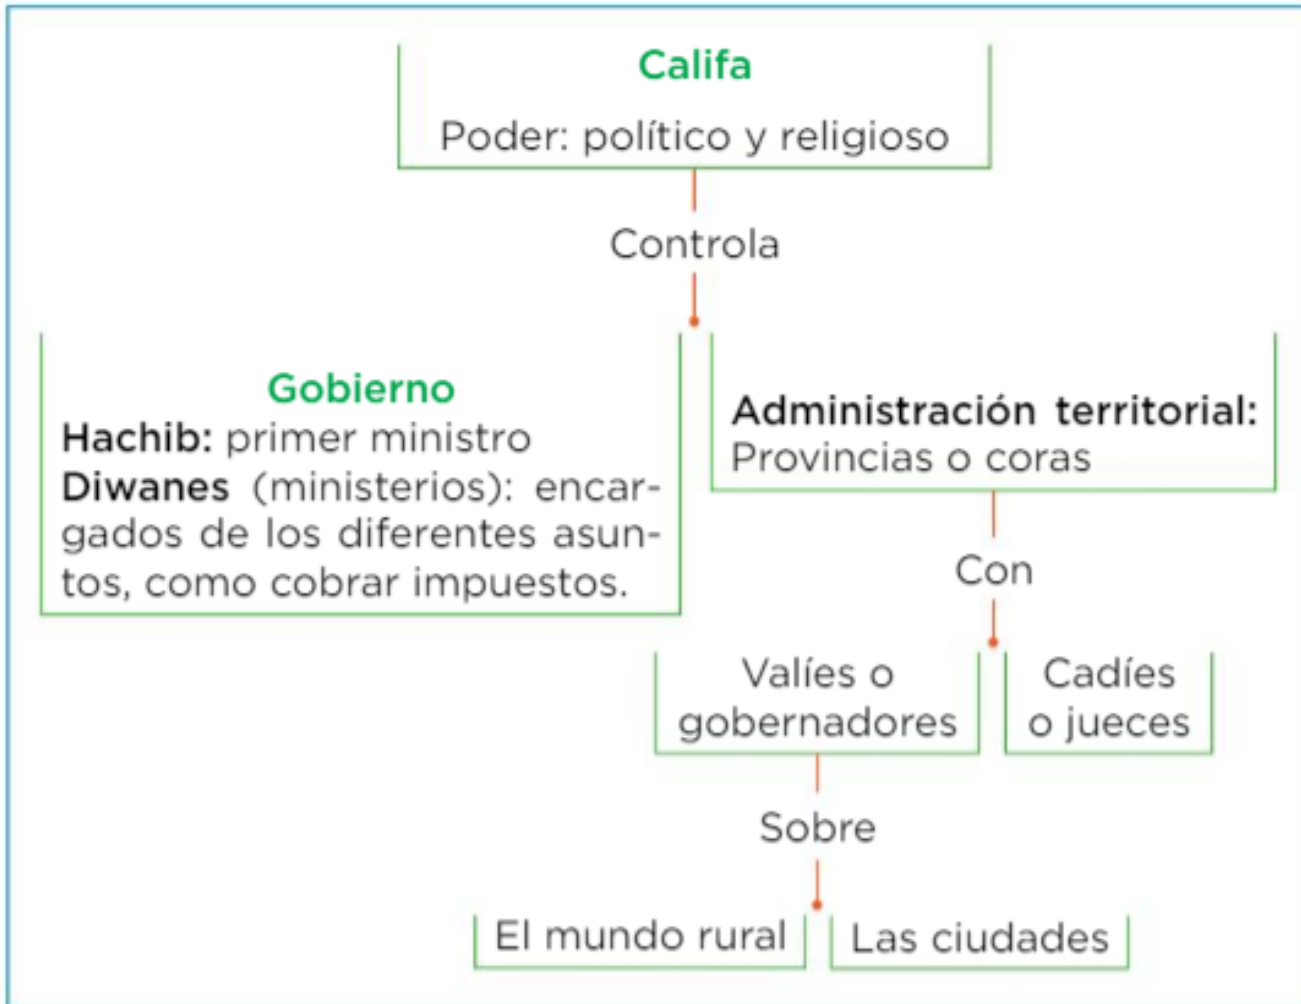 Califa
Poder: político y religioso
Controla
Gobierno
Hachib: primer ministro
Diwanes (ministerios): encar-
gados de los diferentes asun-
tos, como cobrar impuestos.
Administración territorial:
Provincias o coras
Con
Valíes o
gobernadores
Cadíes
o jueces
Sobre
El mundo rural
Las ciudades